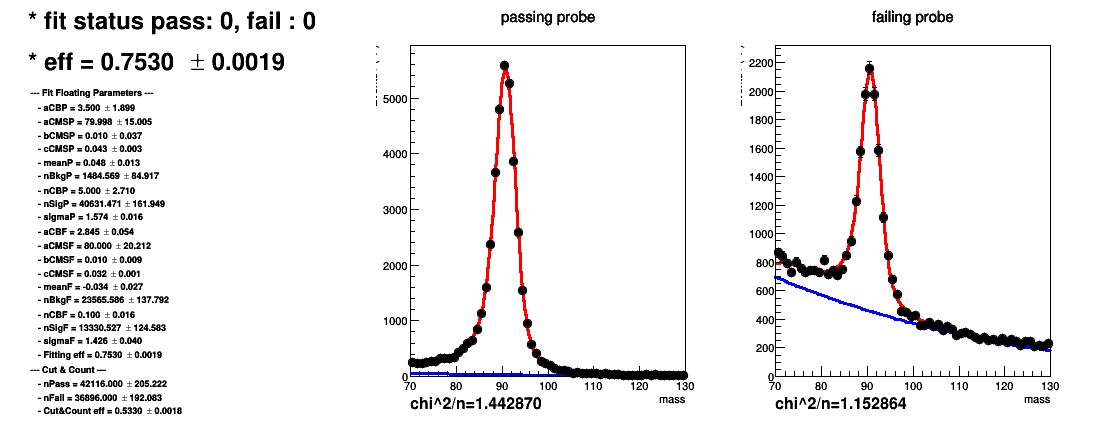 * fit status pass: 0, fail : 0
* eff = 0.7530 ± 0.0019
--- Fit Floating Parameters ---
- aCBP = 3.500 ± 1.899
- aCMSP = 79.998 ± 15.005
- bCMSP = 0.010 ± 0.037
- cCMSP = 0.043 ± 0.003
- meanP = 0.048 ± 0.013
- nBkgP = 1484.569 ± 84.917
- nCBP = 5.000 ± 2.710
- nSigP = 40631.471 ± 161.949
- sigmaP = 1.574 ± 0.016
- aCBF = 2.845 ± 0.054
- aCMSF = 80.000 ± 20.212
- bCMSF = 0.010 ± 0.009
- cCMSF = 0.032 ± 0.001
- meanF = -0.034 ± 0.027
- nBkgF = 23565.586 ± 137.792
- nCBF = 0.100 ± 0.016
- nSigF = 13330.527 ± 124.583
- sigmaF = 1.426 ± 0.040
- Fitting eff = 0.7530 ± 0.0019
--- Cut & Count ---
- nPass = 42116.000 ± 205.222
- nFail = 36896.000 ± 192.083
- Cut&Count eff = 0.5330 ± 0.0018
passing probe
5000
4000
3000
2000
1000
0
70 80 90 100 110 120 130
mass
chi^2/n=1.442870
failing probe
2200
2000
1800
1600
1400
1200
1000
800
600
400
200
0
70 80 90 100 110 120 130
mass
chi^2/n=1.152864